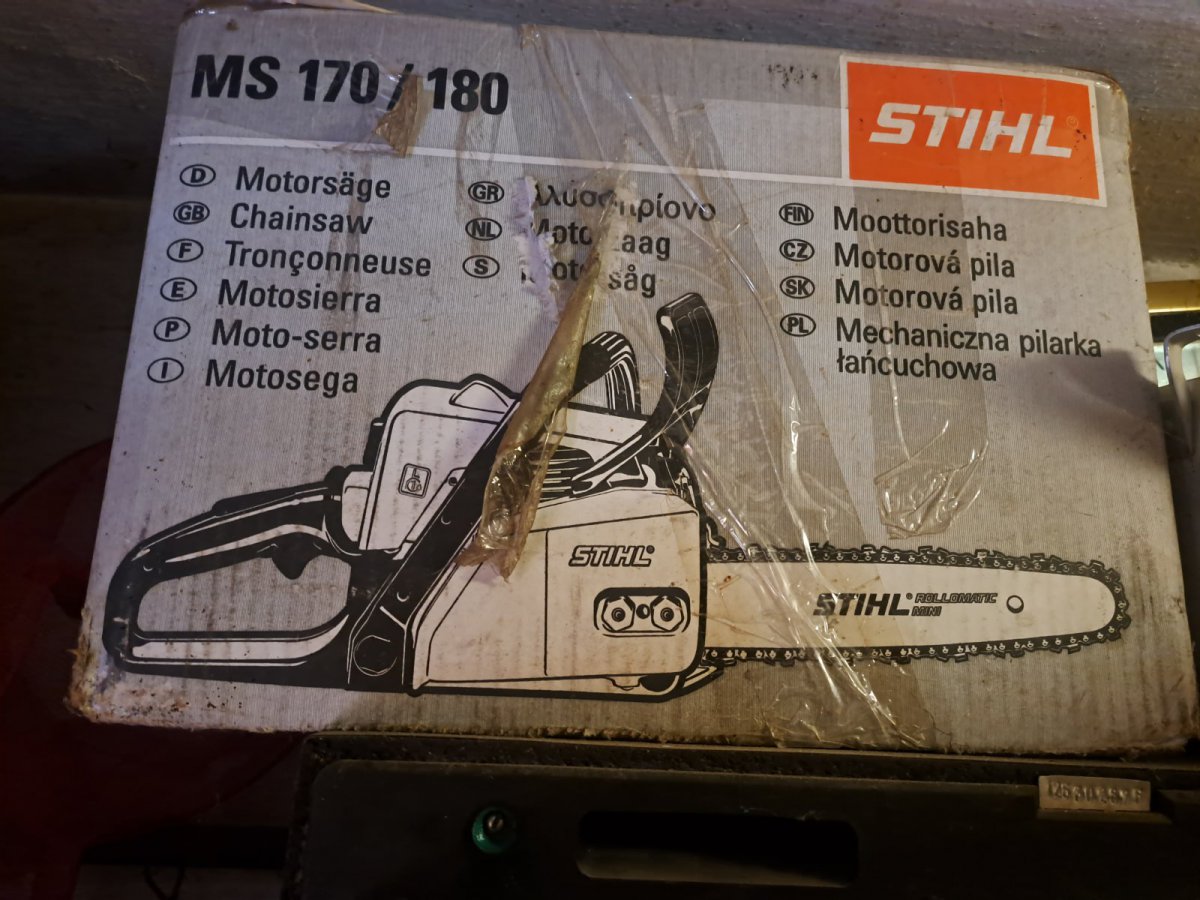 MS 170 / 180
STIHL
D Motorsäge
GB Chainsaw
F Tronçonneuse
E Motosierra
P Moto-serra
I Motosega
GR
NL
S
FIN Moottorisaha
CZ Motorová pila
SK Motorová pila
PL Mechaniczna pilarka
łańcuchowa
STIHL
STIHL ROLLOMATIC
MINI